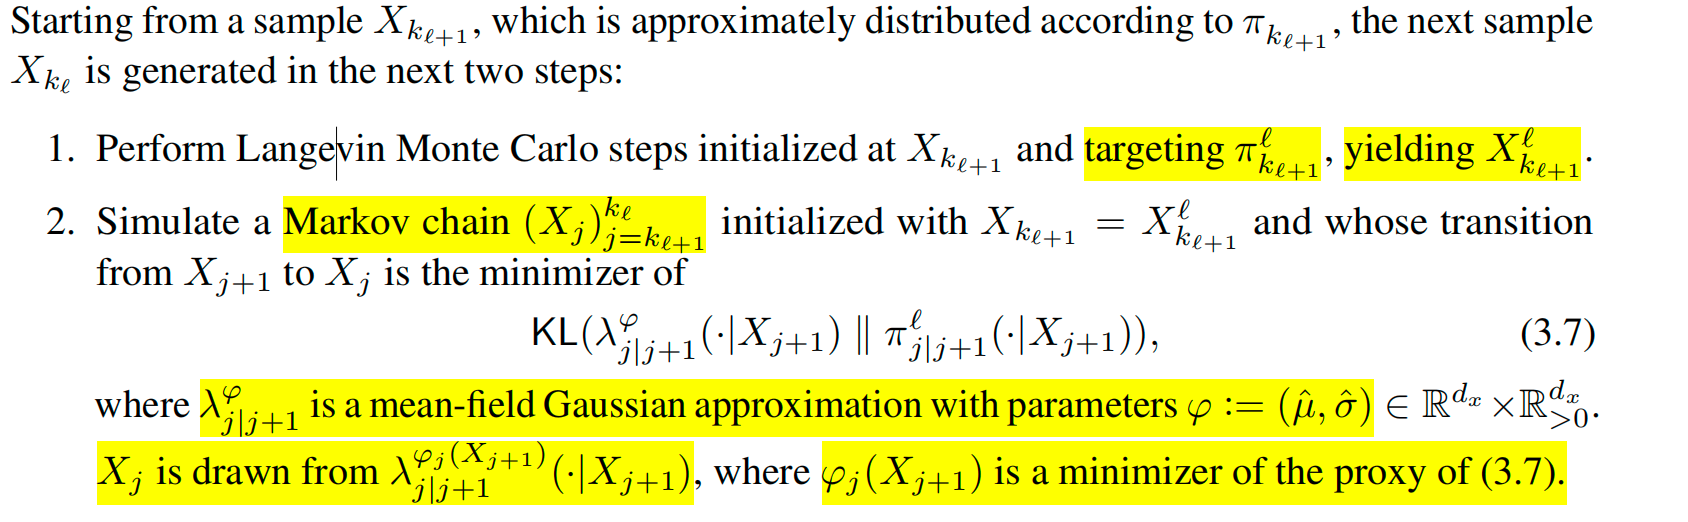 Starting from a sample $X_{k_{\ell+1}}$, which is approximately distributed according to $\pi_{k_{\ell+1}}$, the next sample
$X_{k_\ell}$ is generated in the next two steps:
1. Perform Langevin Monte Carlo steps initialized at $X_{k_{\ell+1}}$ and targeting $\pi^{\ell}_{k_{\ell+1}}$, yielding $X^{\ell}_{k_{\ell+1}}$.
2. Simulate a Markov chain $(X_j)_{j=k_{\ell+1}}^{k_\ell}$ initialized with $X_{k_{\ell+1}} = X^{\ell}_{k_{\ell+1}}$ and whose transition
from $X_{j+1}$ to $X_j$ is the minimizer of
$\mathsf{KL}(\lambda^{\varphi}_{j|j+1}(\cdot|X_{j+1}) \parallel \pi^{\ell}_{j|j+1}(\cdot|X_{j+1})),$ (3.7)
where $\lambda^{\varphi}_{j|j+1}$ is a mean-field Gaussian approximation with parameters $\varphi := (\hat{\mu}, \hat{\sigma}) \in \mathbb{R}^{d_x} \times \mathbb{R}^{d_x}_{>0}$.
$X_j$ is drawn from $\lambda^{\varphi_j(X_{j+1})}_{j|j+1}(\cdot|X_{j+1})$, where $\varphi_j(X_{j+1})$ is a minimizer of the proxy of (3.7).